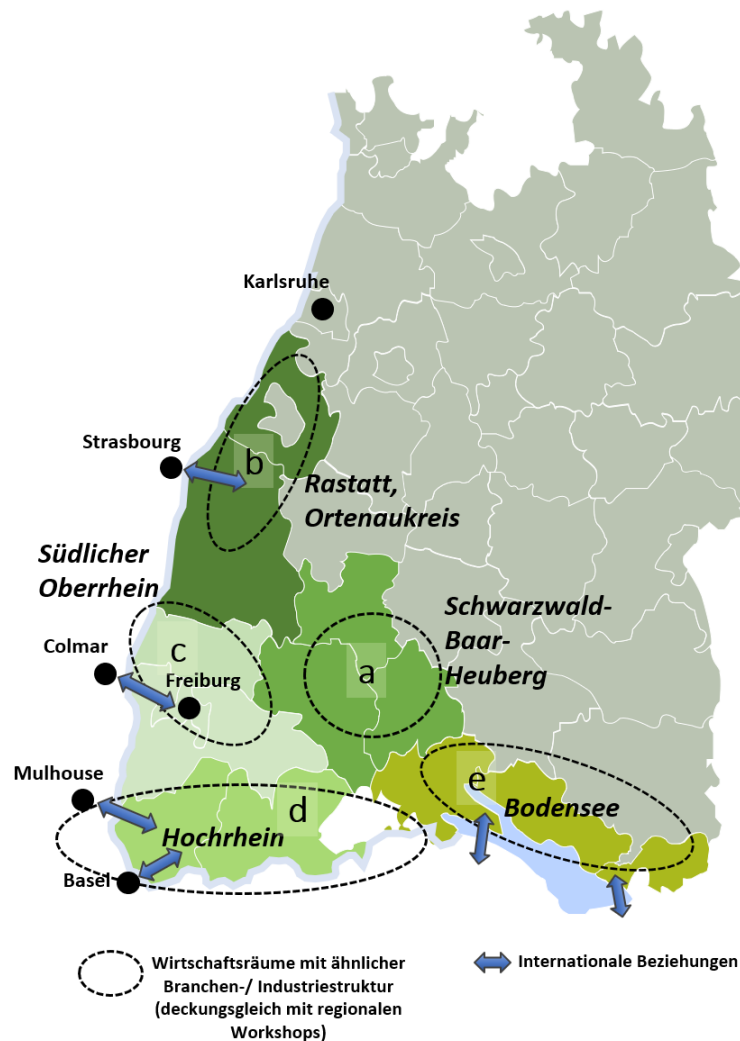 Karlsruhe
Strasbourg
b
Rastatt,
Ortenaukreis
Südlicher
Oberrhein
Schwarzwald-
Baar-
Heuberg
Colmar
c
Freiburg
a
Mulhouse
d
e
Bodensee
Hochrhein
Basel
Wirtschaftsräume mit ähnlicher
Branchen-/ Industriestruktur
(deckungsgleich mit regionalen
Workshops)
Internationale Beziehungen